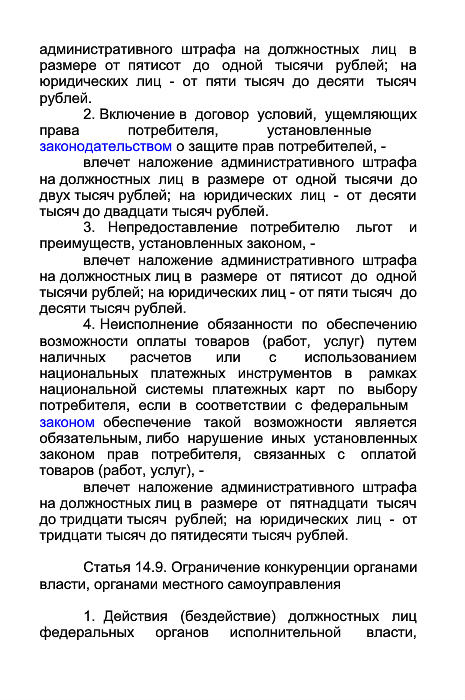 административного штрафа на должностных лиц в
размере от пятисот до одной тысячи рублей; на
юридических лиц - от пяти тысяч до десяти тысяч
рублей.
2. Включение в договор условий, ущемляющих
права потребителя, установленные
законодательством о защите прав потребителей, -
влечет наложение административного штрафа
на должностных лиц в размере от одной тысячи до
двух тысяч рублей; на юридических лиц - от десяти
тысяч до двадцати тысяч рублей.
3. Непредоставление потребителю льгот и
преимуществ, установленных законом, -
влечет наложение административного штрафа
на должностных лиц в размере от пятисот до одной
тысячи рублей; на юридических лиц - от пяти тысяч до
десяти тысяч рублей.
4. Неисполнение обязанности по обеспечению
возможности оплаты товаров (работ, услуг) путем
наличных расчетов или с использованием
национальных платежных инструментов в рамках
национальной системы платежных карт по выбору
потребителя, если в соответствии с федеральным
законом обеспечение такой возможности является
обязательным, либо нарушение иных установленных
законом прав потребителя, связанных с оплатой
товаров (работ, услуг), -
влечет наложение административного штрафа
на должностных лиц в размере от пятнадцати тысяч
до тридцати тысяч рублей; на юридических лиц - от
тридцати тысяч до пятидесяти тысяч рублей.
Статья 14.9. Ограничение конкуренции органами
власти, органами местного самоуправления
1. Действия (бездействие) должностных лиц
федеральных органов исполнительной власти,